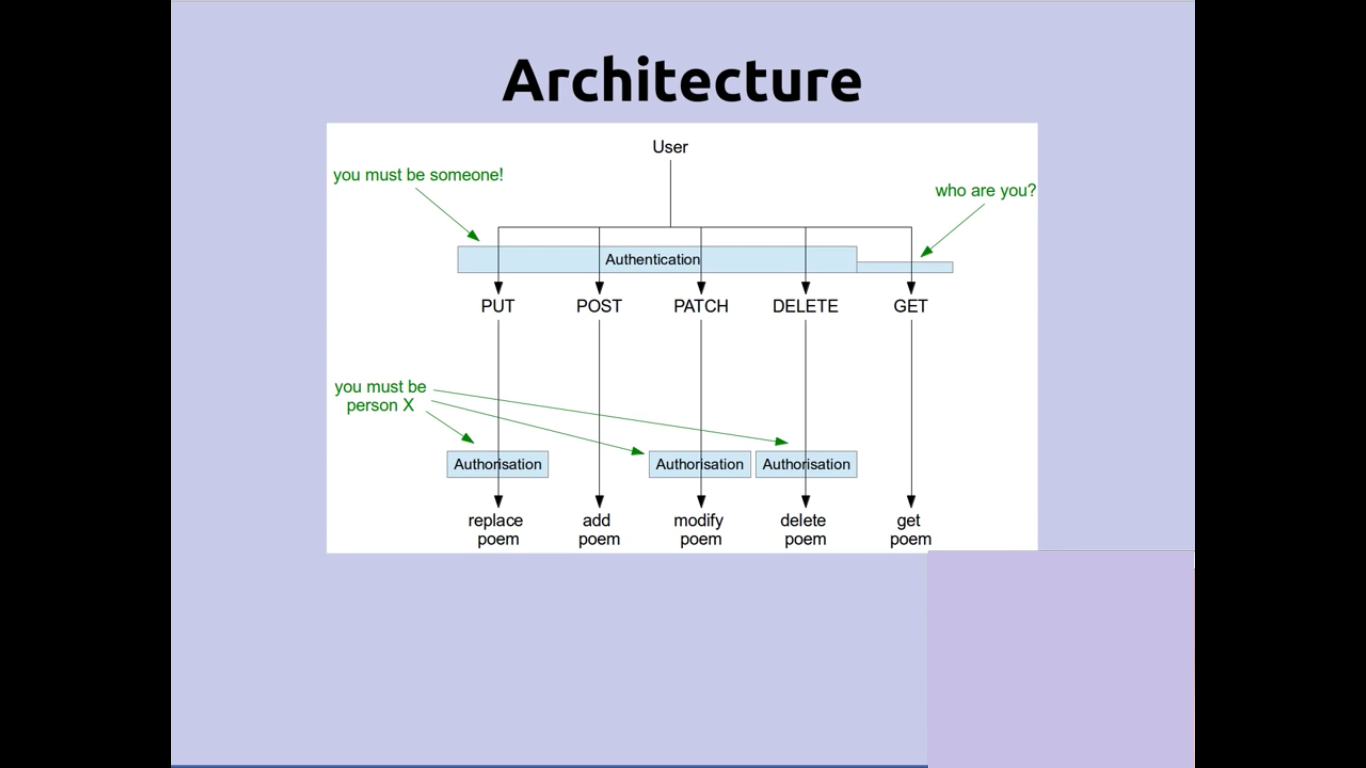 Architecture
User
you must be someone!
who are you?
Authentication
PUT POST PATCH DELETE GET
you must be
person X
Authorisation Authorisation Authorisation
replace add modify delete get
poem poem poem poem poem